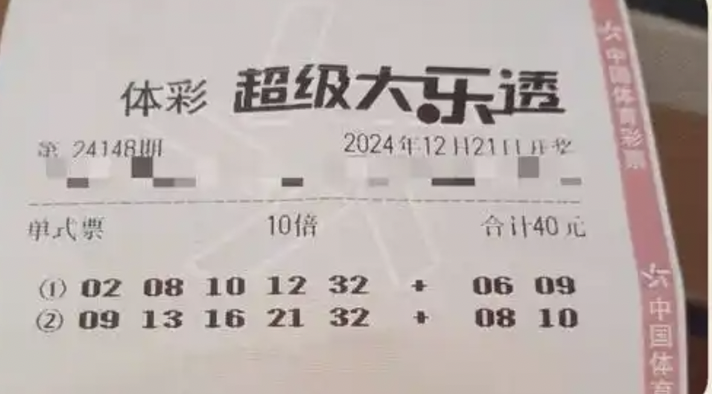 体彩 超级大乐透
第 24148期 2024年12月21日开奖
单式票 10倍 合计40元
① 02 08 10 12 32 + 06 09
② 09 13 16 21 32 + 08 10
中国体育彩票
中国体育